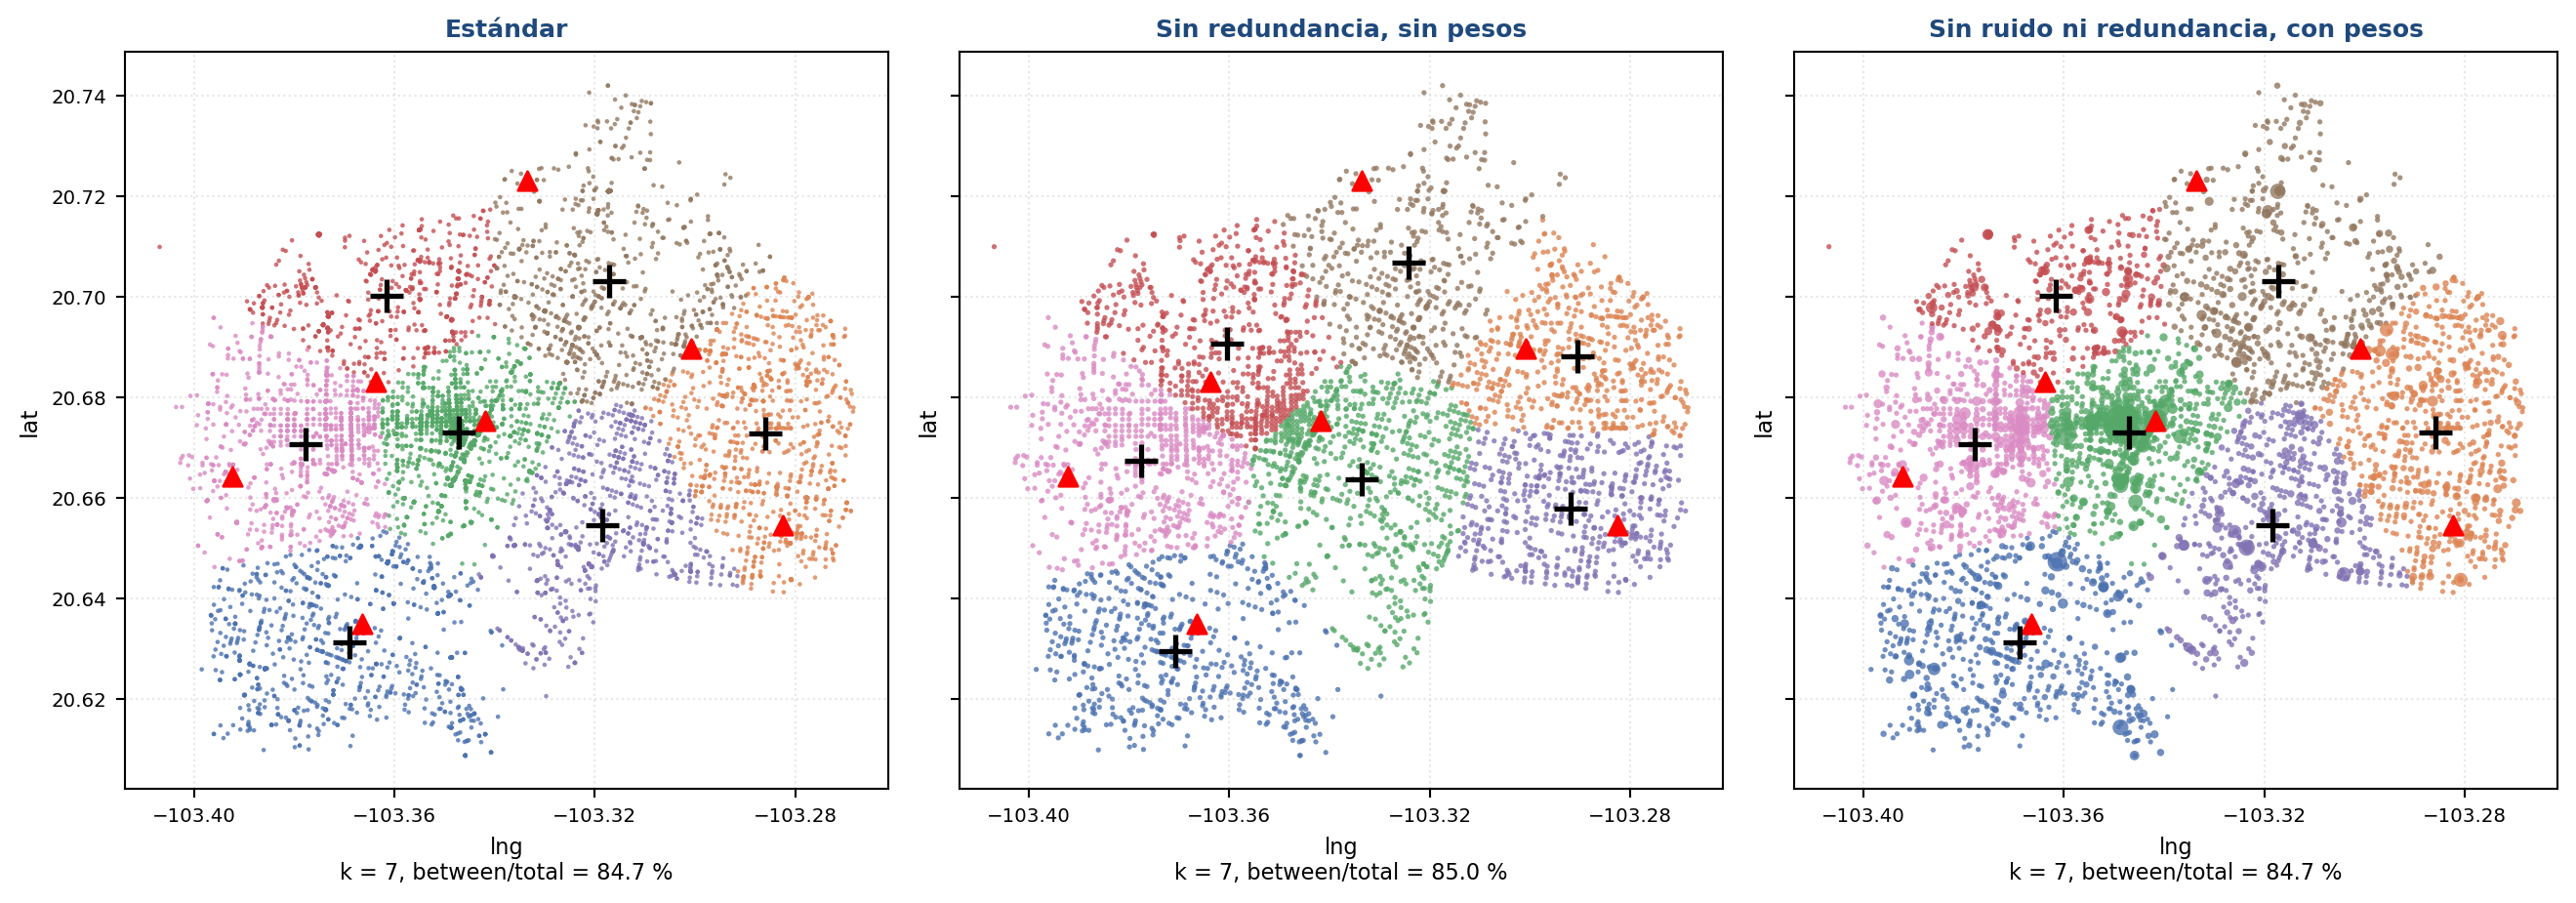 Estándar
Sin redundancia, sin pesos
Sin ruido ni redundancia, con pesos
lat
20.74
20.72
20.70
20.68
20.66
20.64
20.62
−103.40 −103.36 −103.32 −103.28
lng
k = 7, between/total = 84.7 %
lat
−103.40 −103.36 −103.32 −103.28
lng
k = 7, between/total = 85.0 %
lat
−103.40 −103.36 −103.32 −103.28
lng
k = 7, between/total = 84.7 %